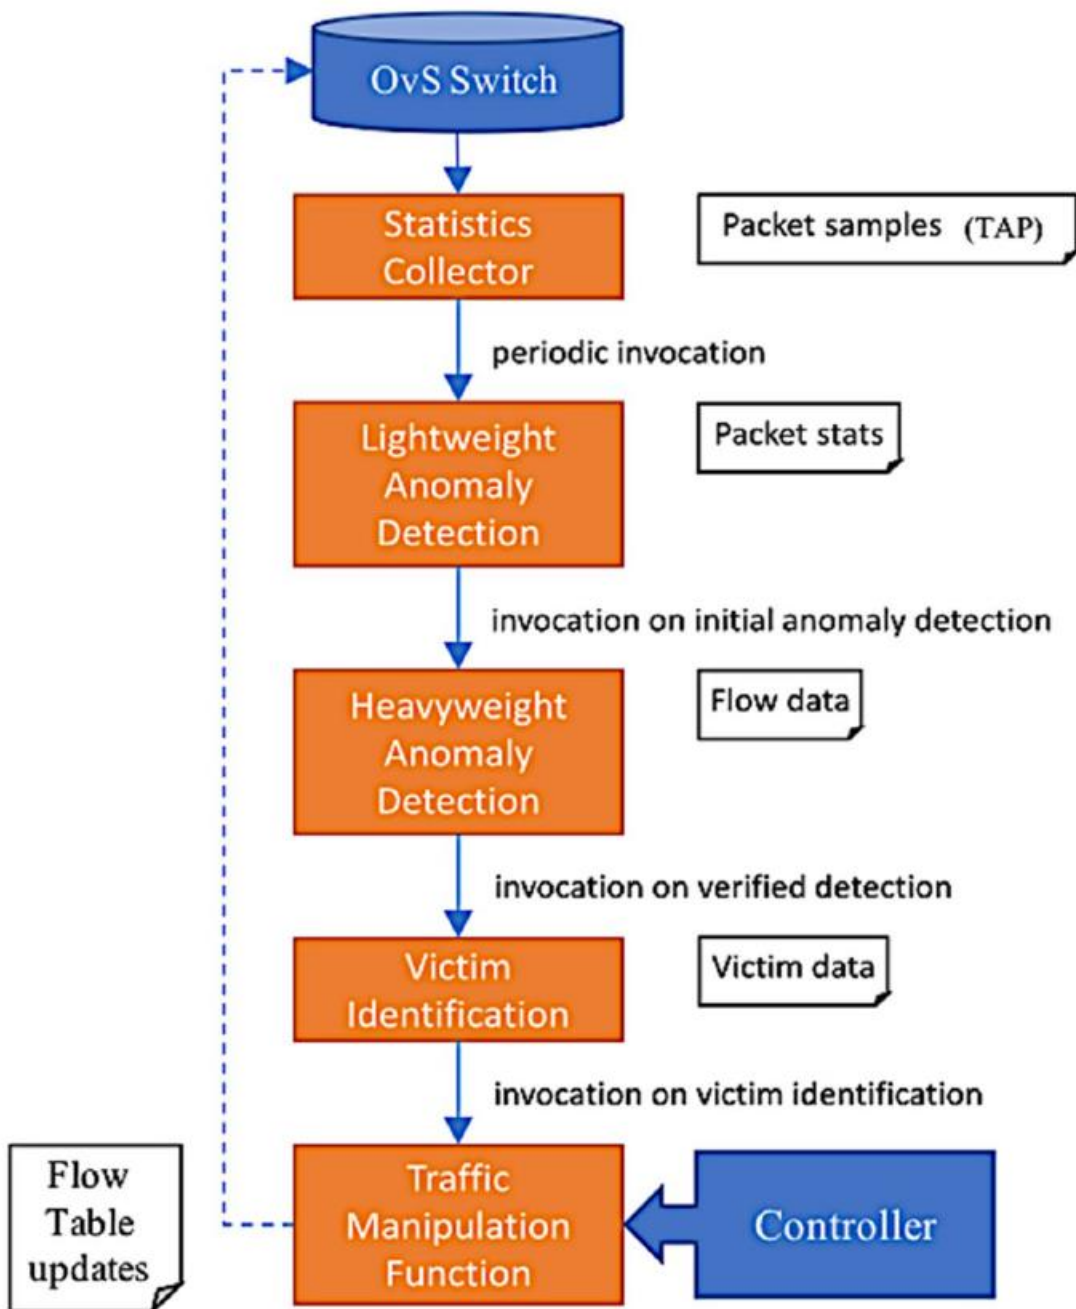 OvS Switch
Statistics
Collector
Packet samples (TAP)
periodic invocation
Lightweight
Anomaly
Detection
Packet stats
invocation on initial anomaly detection
Heavyweight
Anomaly
Detection
Flow data
invocation on verified detection
Victim
Identification
Victim data
invocation on victim identification
Flow
Table
updates
Traffic
Manipulation
Function
Controller